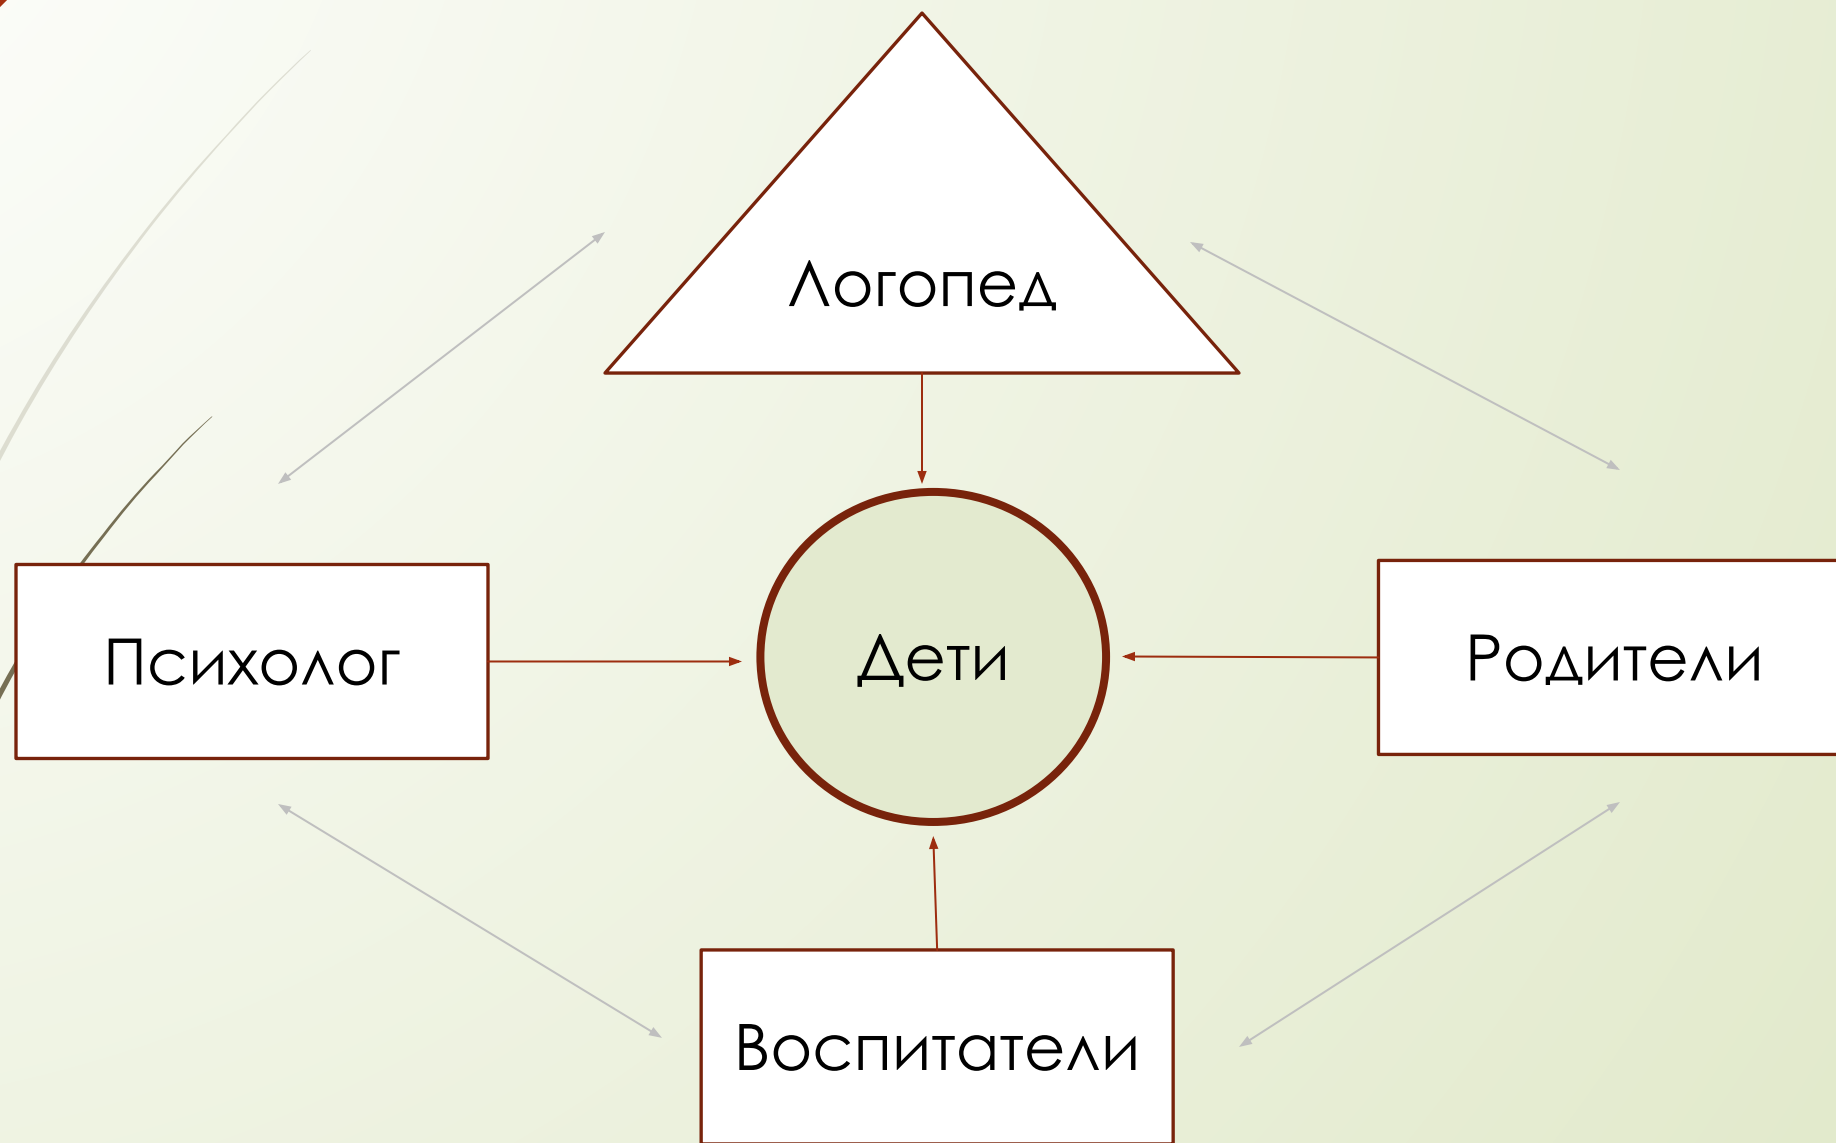 Логопед
Психолог
Дети
Родители
Воспитатели